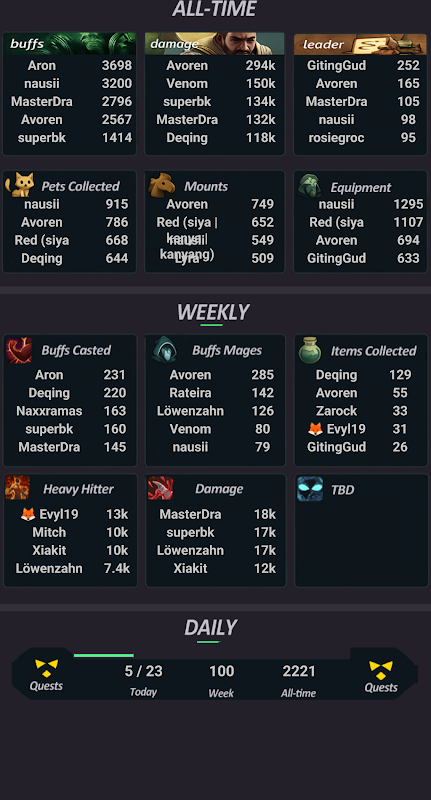 ALL-TIME
buffs
Aron 3698
nausii 3200
MasterDra 2796
Avoren 2567
superbk 1414
damage
Avoren 294k
Venom 150k
superbk 134k
MasterDra 132k
Deqing 118k
leader
GitingGud 252
Avoren 165
MasterDra 105
nausii 98
rosiegroc 95
Pets Collected
nausii 915
Avoren 786
Red (siya 668
Deqing 644
Mounts
Avoren 749
Red (siya | 652
549
kanyang) 509
Equipment
nausii 1295
Red (siya 1107
Avoren 694
GitingGud 633
WEEKLY
Buffs Casted
Aron 231
Deqing 220
Naxxramas 163
superbk 160
MasterDra 145
Buffs Mages
Avoren 285
Rateira 142
Löwenzahn 126
Venom 80
nausii 79
Items Collected
Deqing 129
Avoren 55
Zarock 33
🦊 Evyl19 31
GitingGud 26
Heavy Hitter
🦊 Evyl19 13k
Mitch 10k
Xiakit 10k
Löwenzahn 7.4k
Damage
MasterDra 18k
superbk 17k
Löwenzahn 17k
Xiakit 12k
TBD
DAILY
Quests
5 / 23
Today
100
Week
2221
All-time
Quests